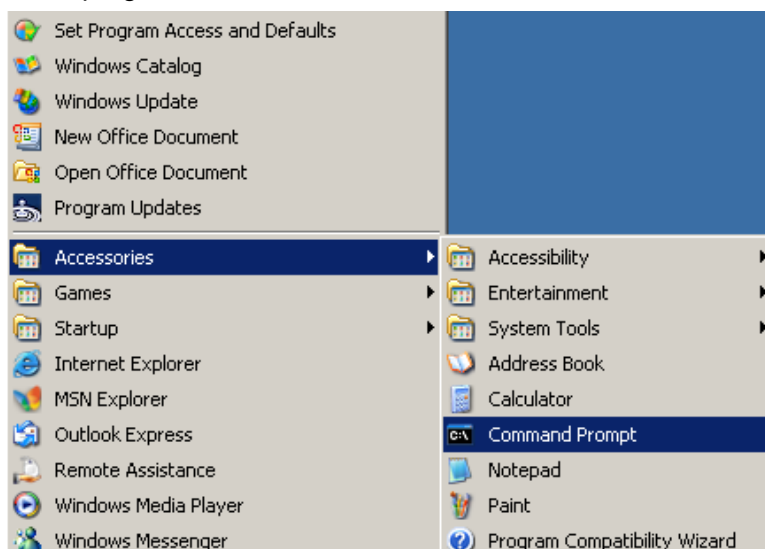 Set Program Access and Defaults
Windows Catalog
Windows Update
New Office Document
Open Office Document
Program Updates
Accessories
Games
Startup
Internet Explorer
MSN Explorer
Outlook Express
Remote Assistance
Windows Media Player
Windows Messenger
Accessibility
Entertainment
System Tools
Address Book
Calculator
C:\
Command Prompt
Notepad
Paint
Program Compatibility Wizard